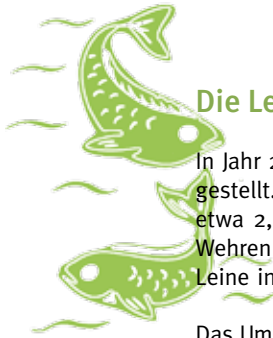 Die Le
In Jahr 2
gestellt.
etwa 2,
Wehren
Leine in
Das Um